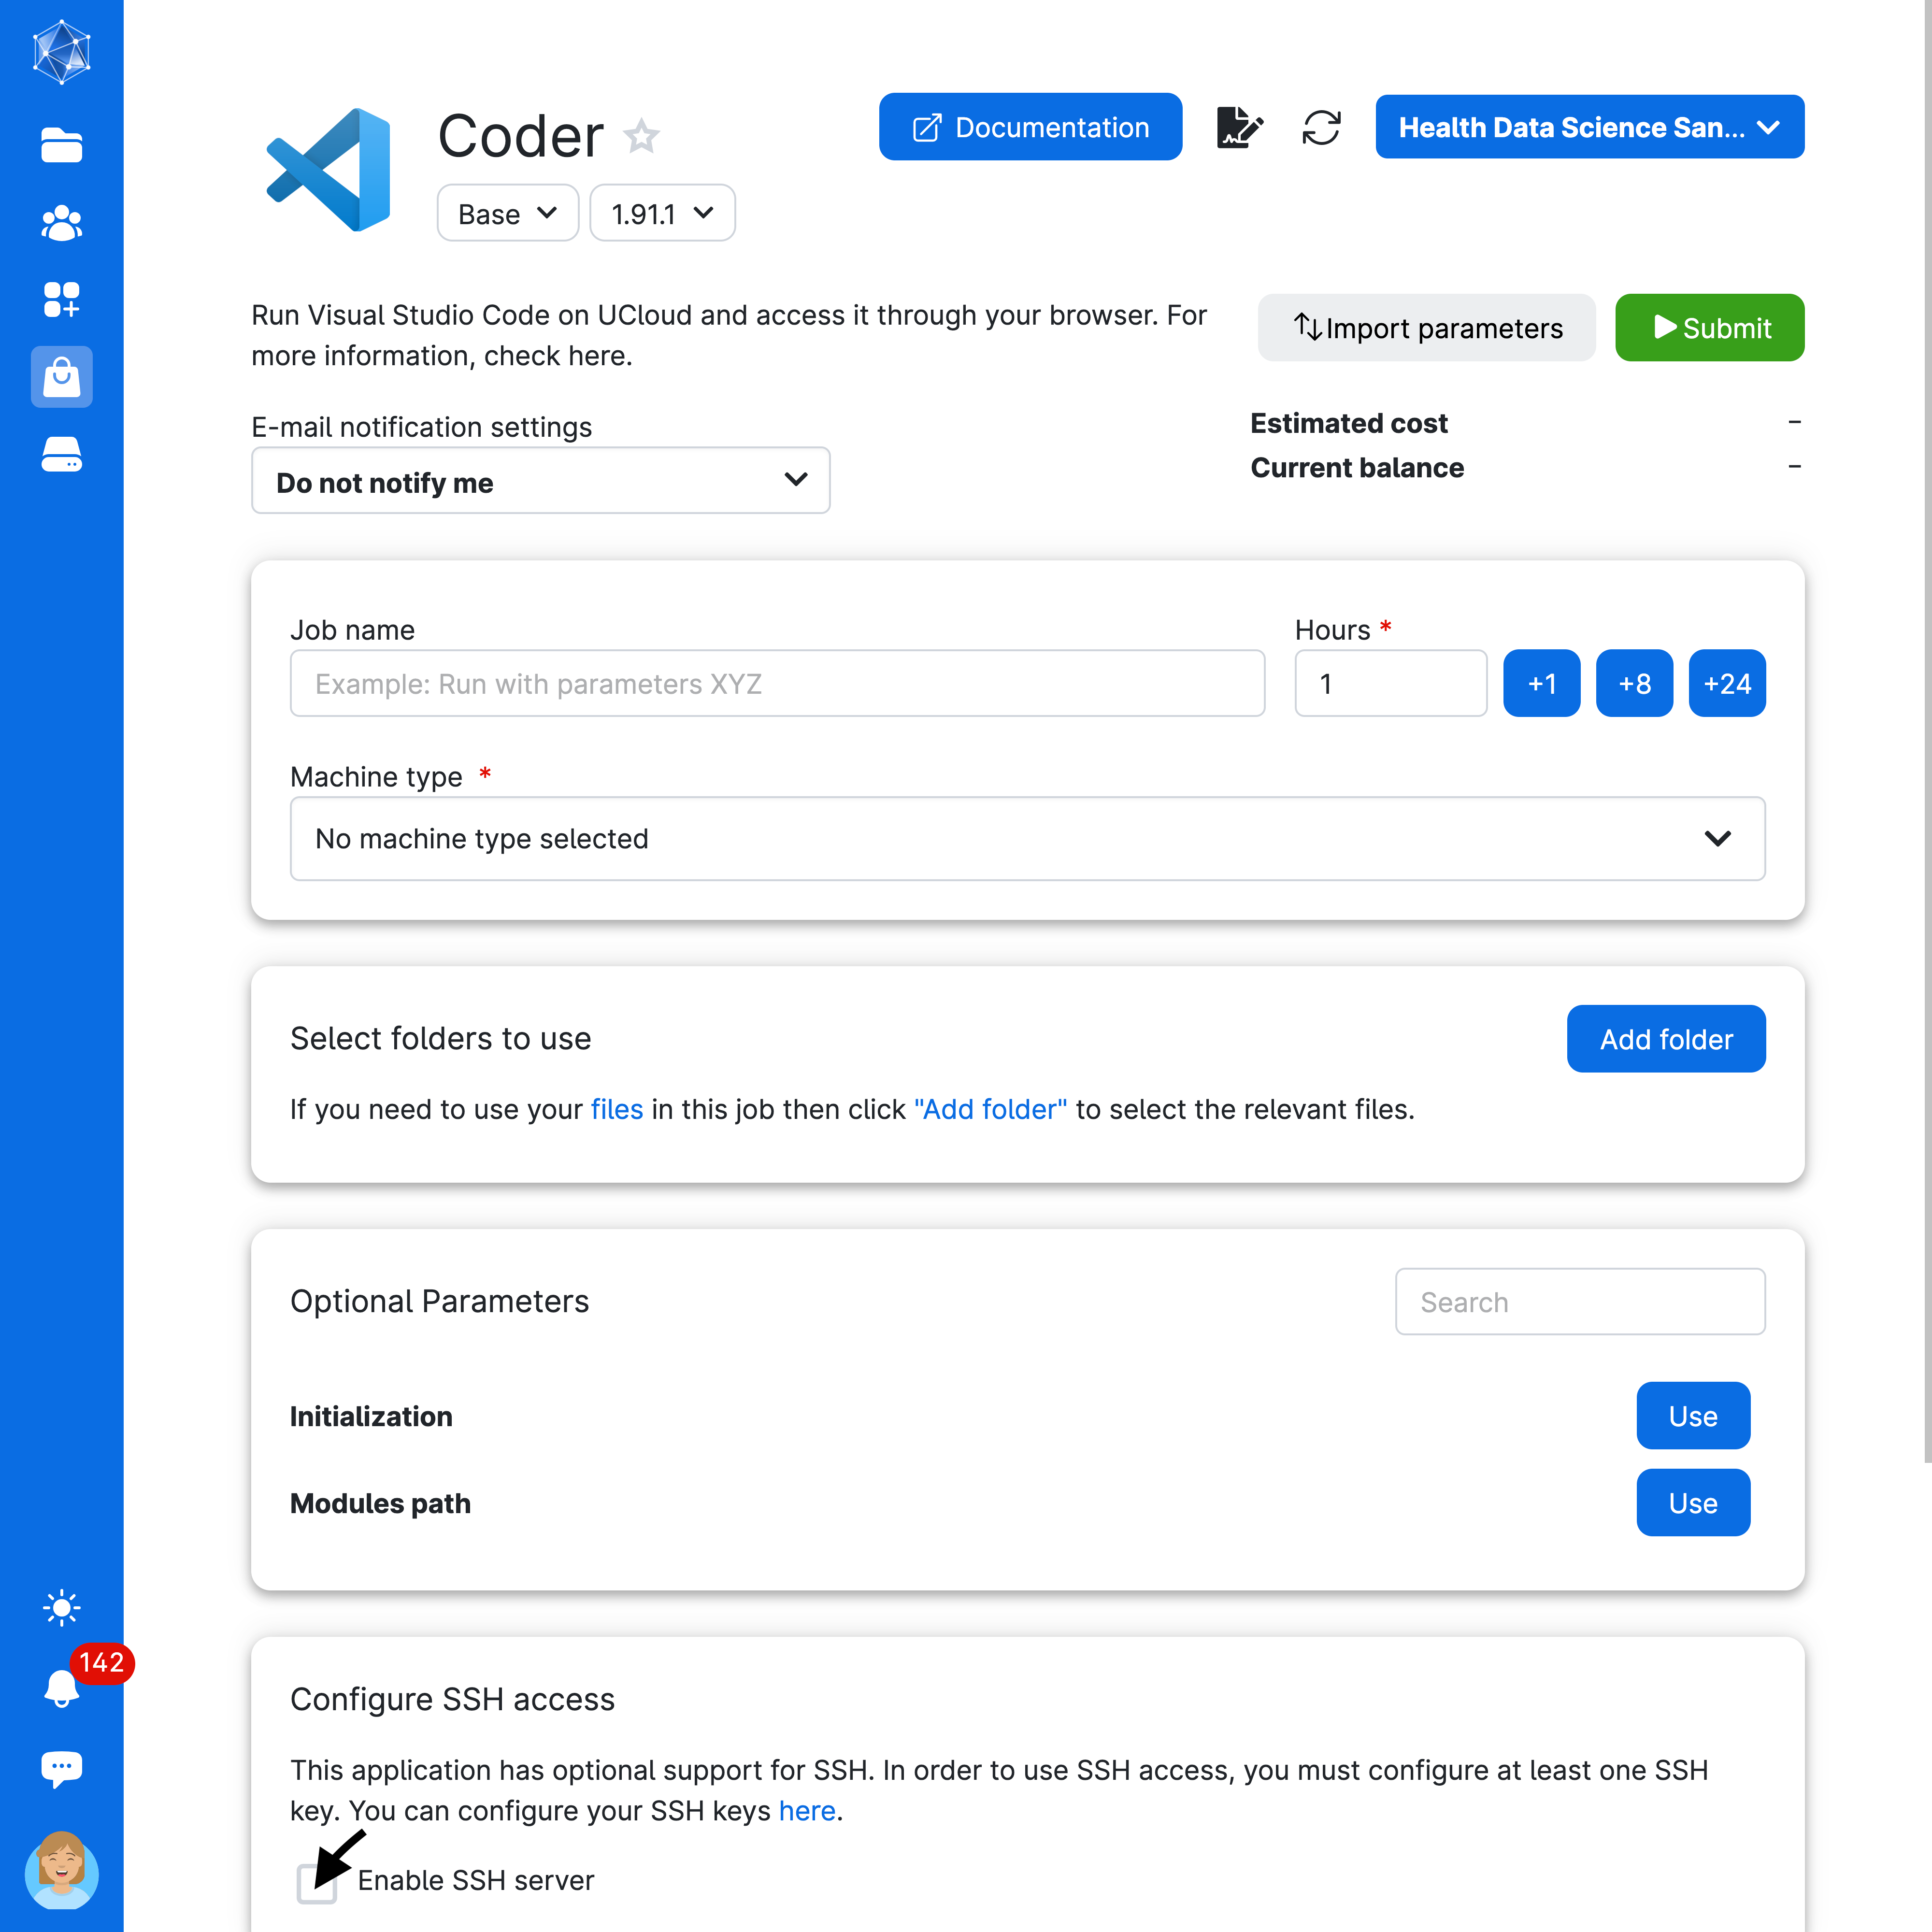 Coder
Documentation
Health Data Science San...
Base
1.91.1
Run Visual Studio Code on UCloud and access it through your browser. For
more information, check here.
Import parameters
Submit
E-mail notification settings
Do not notify me
Estimated cost –
Current balance –
Job name
Hours *
Example: Run with parameters XYZ
1
+1
+8
+24
Machine type *
No machine type selected
Select folders to use
Add folder
If you need to use your files in this job then click "Add folder" to select the relevant files.
Optional Parameters
Search
Initialization
Use
Modules path
Use
142
Configure SSH access
This application has optional support for SSH. In order to use SSH access, you must configure at least one SSH
key. You can configure your SSH keys here.
Enable SSH server